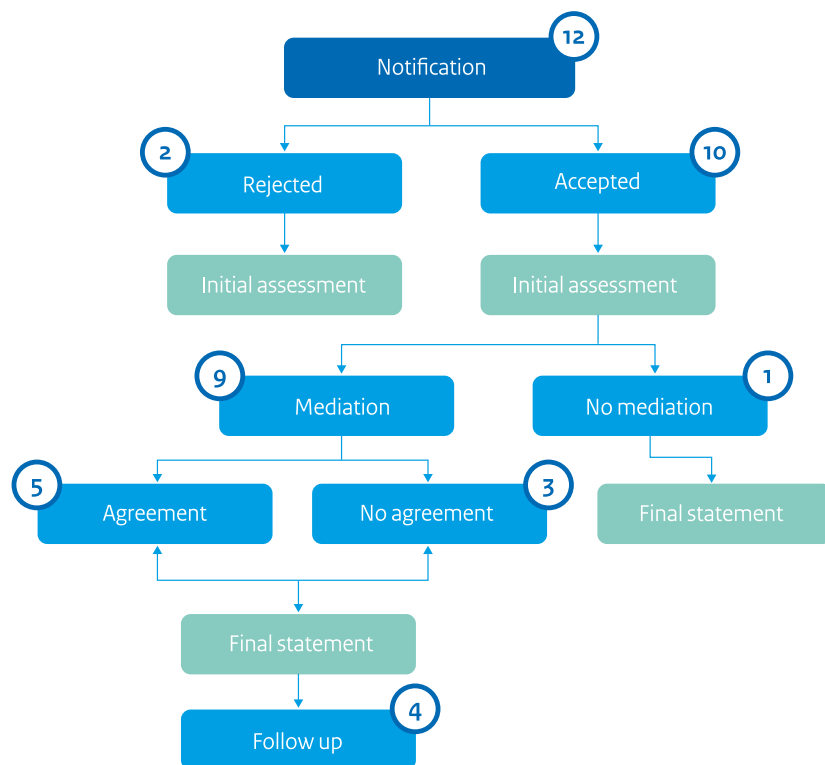 12
Notification
2
Rejected
10
Accepted
Initial assessment
Initial assessment
9
Mediation
1
No mediation
5
Agreement
3
No agreement
Final statement
Final statement
4
Follow up